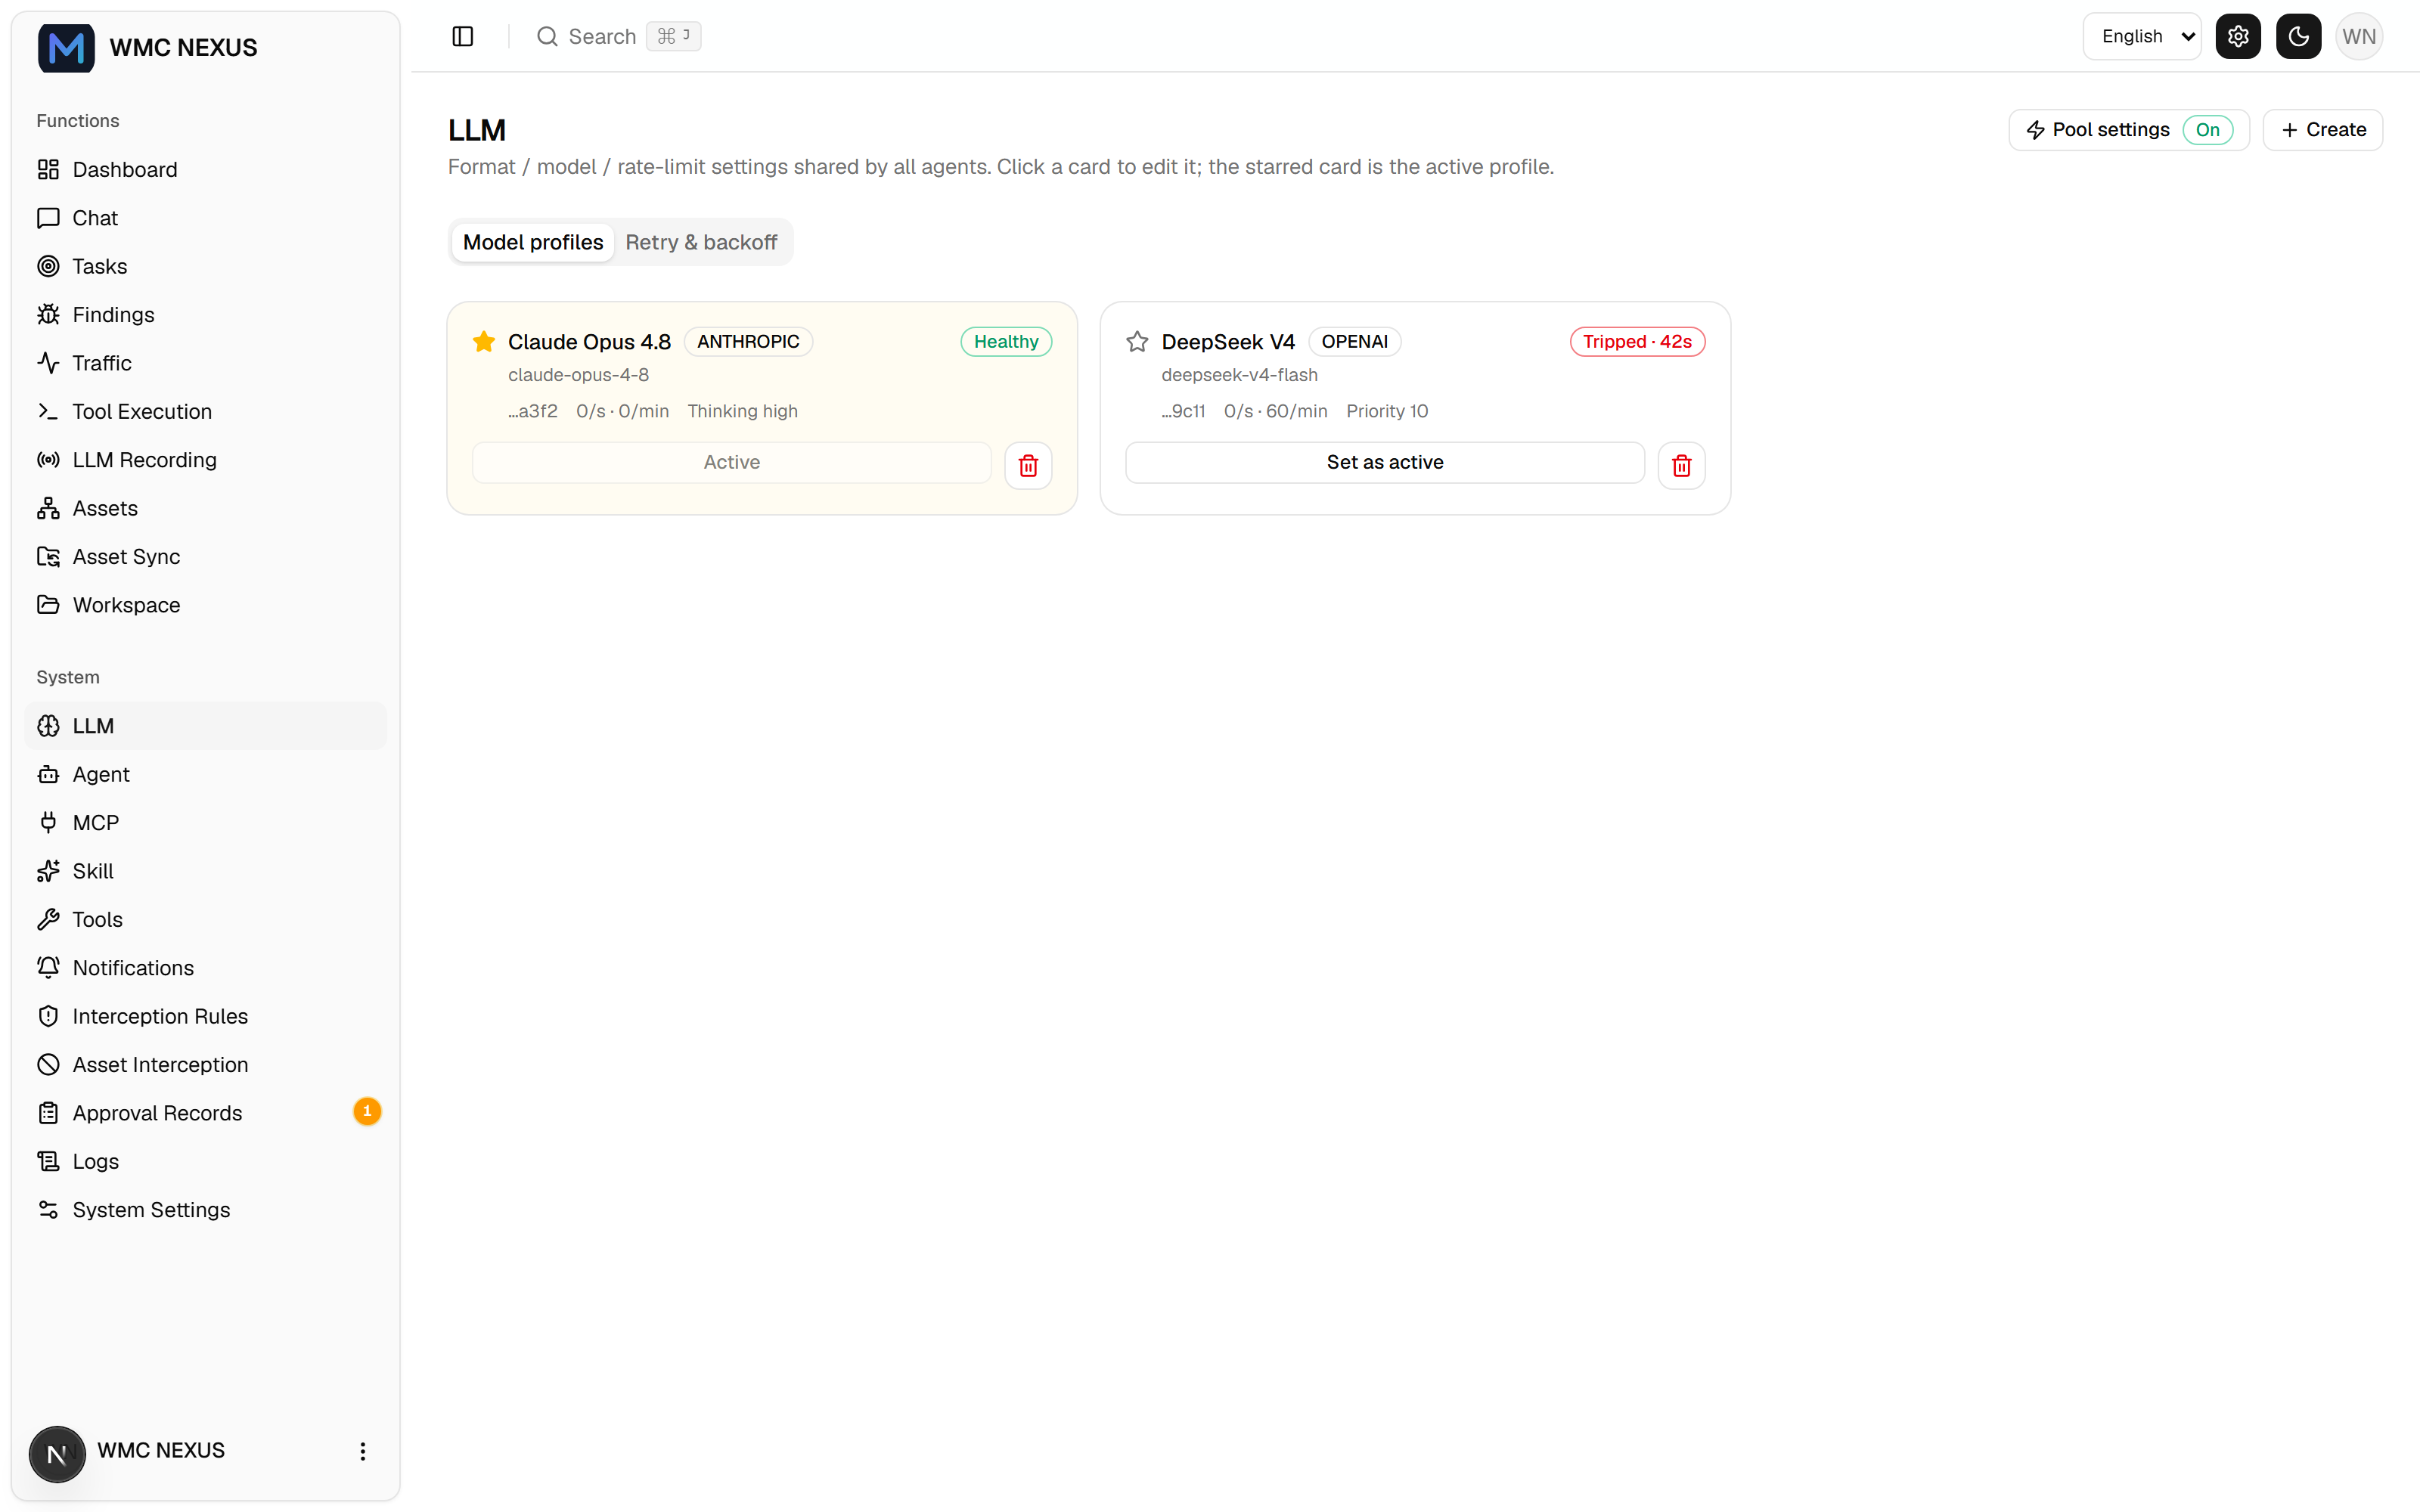 WMC NEXUS
Functions
Dashboard
Chat
Tasks
Findings
Traffic
Tool Execution
LLM Recording
Assets
Asset Sync
Workspace
System
LLM
Agent
MCP
Skill
Tools
Notifications
Interception Rules
Asset Interception
Approval Records 1
Logs
System Settings
N WMC NEXUS
Search ⌘ J
English
WN
LLM
Pool settings On
+ Create
Format / model / rate-limit settings shared by all agents. Click a card to edit it; the starred card is the active profile.
Model profiles Retry & backoff
Claude Opus 4.8 ANTHROPIC Healthy
claude-opus-4-8
...a3f2 0/s · 0/min Thinking high
Active
DeepSeek V4 OPENAI Tripped · 42s
deepseek-v4-flash
...9c11 0/s · 60/min Priority 10
Set as active